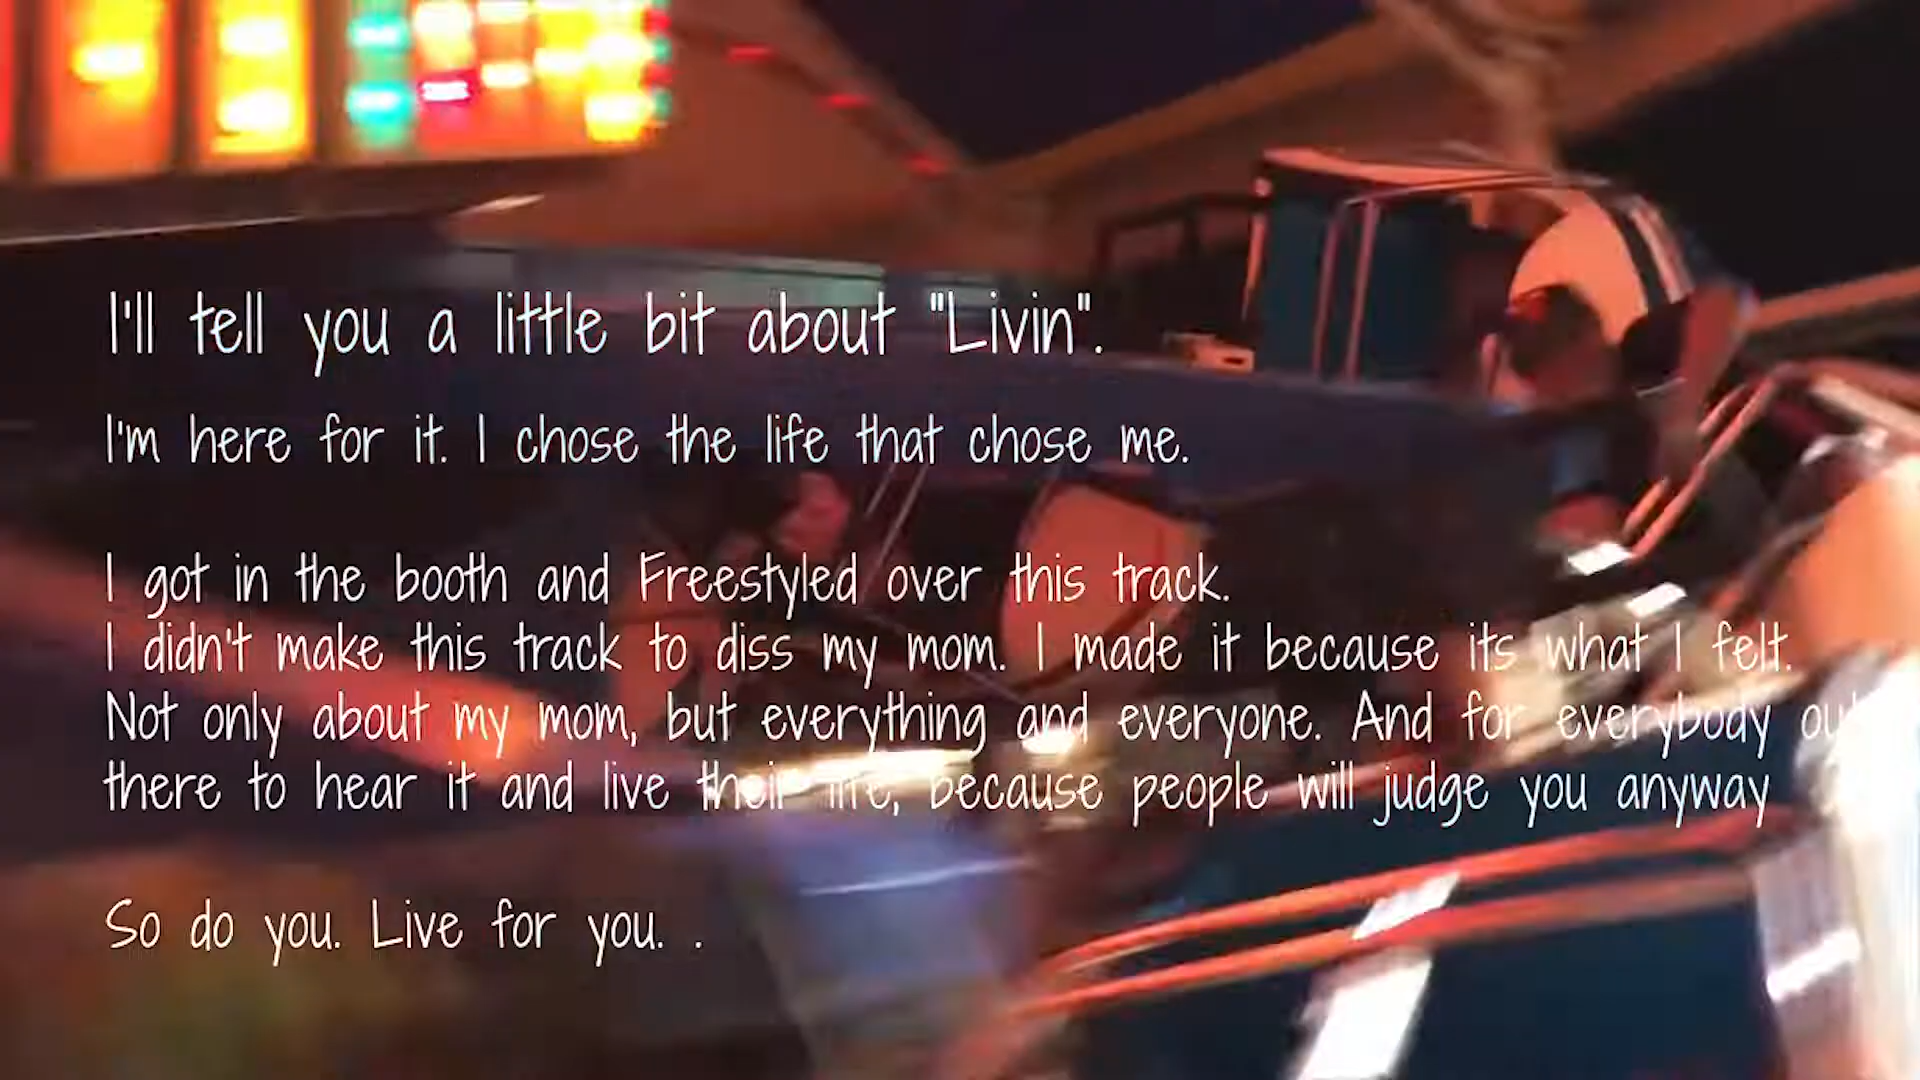 I'll tell you a little bit about "Livin".
I'm here for it. I chose the life that chose me.
I got in the booth and Freestyled over this track.
I didn't make this track to diss my mom. I made it because its what I felt.
Not only about my mom, but everything and everyone. And for everybody out
there to hear it and live their life, because people will judge you anyway
So do you. Live for you. .